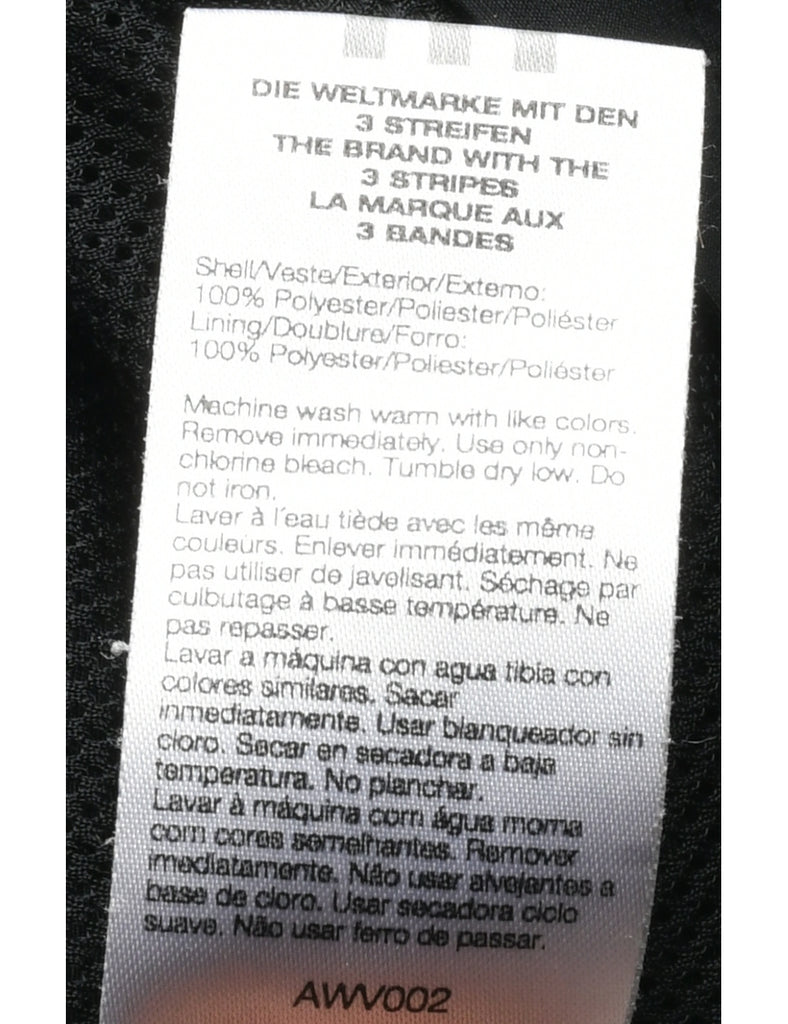 DIE WELTMARKE MIT DEN
3 STREIFEN
THE BRAND WITH THE
3 STRIPES
LA MARQUE AUX
3 BANDES
Shell/Veste/Exterior/Externo:
100% Polyester/Poliester/Poliéster
Lining/Doublure/Forro:
100% Polyester/Poliester/Poliéster
Machine wash warm with like colors.
Remove immediately. Use only non-
chlorine bleach. Tumble dry low. Do
not iron.
Laver à l'eau tiède avec les même
couleurs. Enlever immédiatement. Ne
pas utiliser de javelisant. Séchage par
culbutage à basse température. Ne
pas repasser.
Lavar a máquina con agua tibia con
colores similares. Sacar
inmediatamente. Usar blanqueador sin
cloro. Secar en secadora a baja
temperatura. No planchar.
Lavar à máquina com água morna
com cores semelhantes. Remover
imediatamente. Não usar alvejantes a
base de cloro. Usar secadora ciclo
suave. Não usar ferro de passar.
AWV002